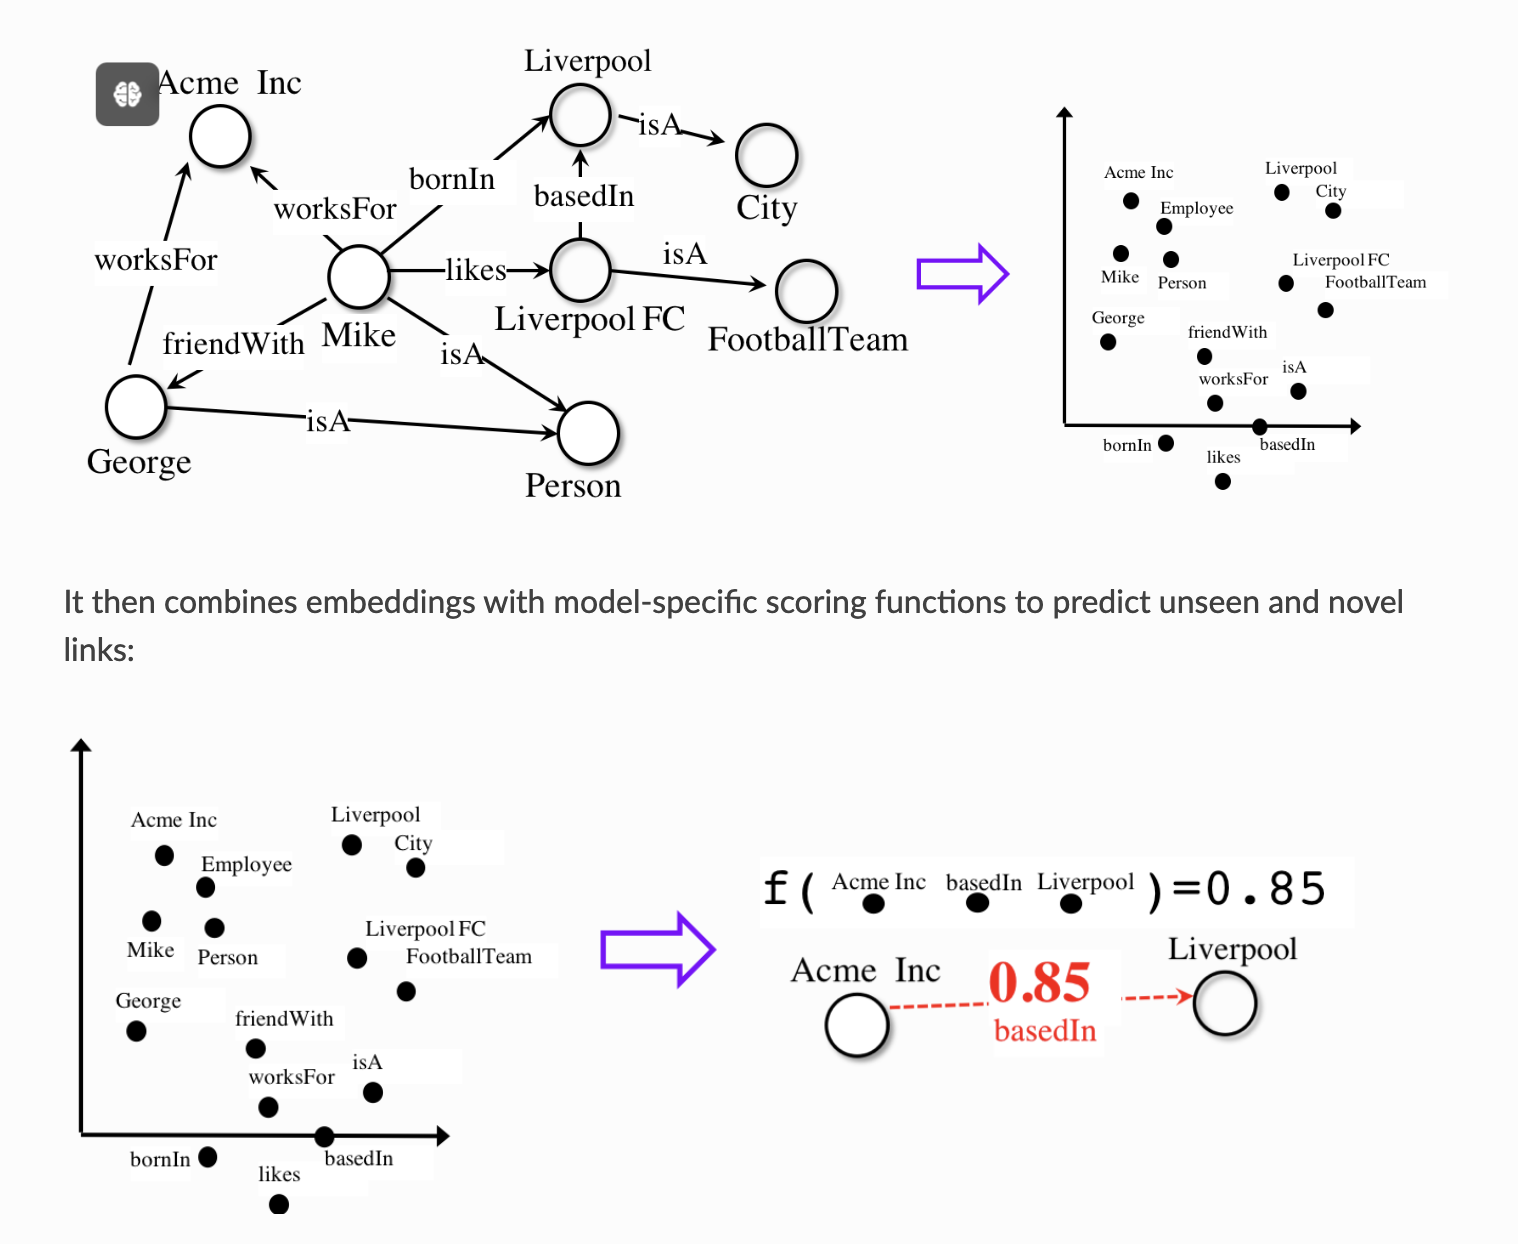 Acme Inc
Liverpool
isA
City
bornIn
basedIn
worksFor
worksFor
likes
isA
Liverpool FC
FootballTeam
Mike
friendWith
isA
isA
George
Person
Acme Inc
Liverpool
City
Employee
Mike
Person
Liverpool FC
FootballTeam
George
friendWith
isA
worksFor
bornIn
basedIn
likes
It then combines embeddings with model-specific scoring functions to predict unseen and novel
links:
Acme Inc
Liverpool
City
Employee
Mike
Person
Liverpool FC
FootballTeam
George
friendWith
isA
worksFor
bornIn
basedIn
likes
f( Acme Inc basedIn Liverpool )=0.85
Acme Inc
0.85
basedIn
Liverpool